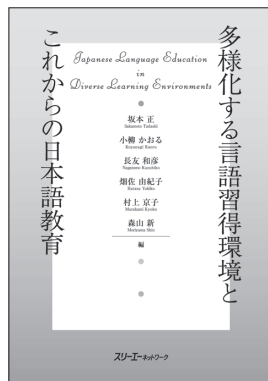 多様化する言語習得環境と
これからの日本語教育
Japanese Language Education
in
Diverse Learning Environments
坂本 正
Sakamoto Tadashi
小柳 かおる
Koyanagi Kaoru
長友 和彦
Nagatomo Kazuhiko
畑佐 由紀子
Hatasa Yukiko
村上 京子
Murakami Kyoko
森山 新
Moriyama Shin
編
スリーエーネットワーク